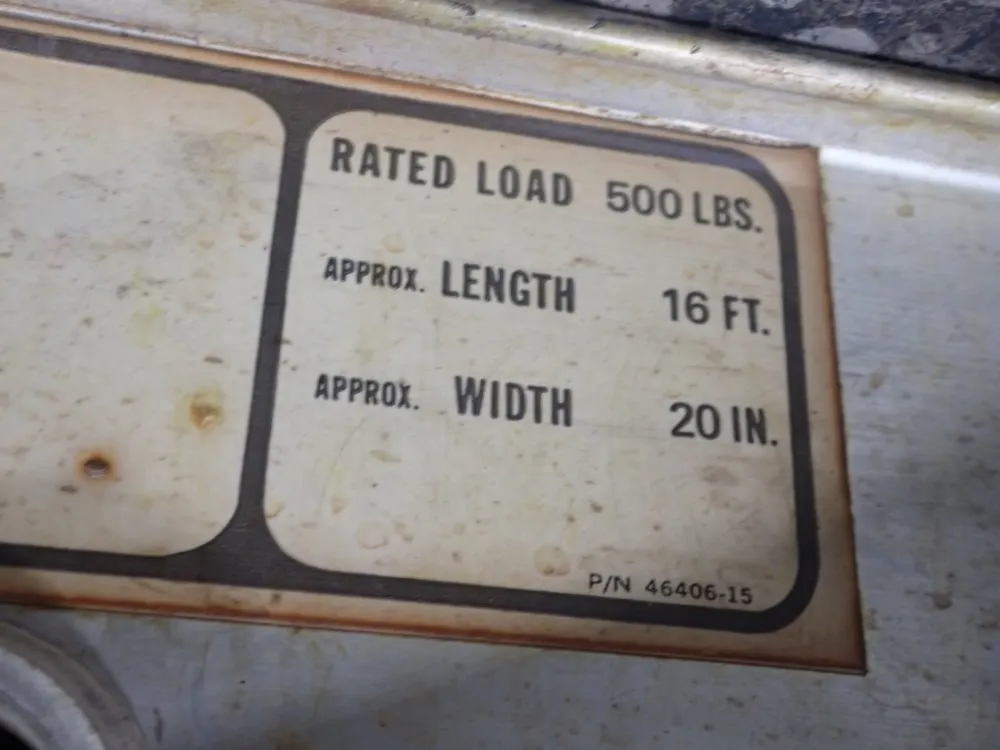 RATED LOAD 500 LBS.
APPROX. LENGTH 16 FT.
APPROX. WIDTH 20 IN.
P/N 46406-15